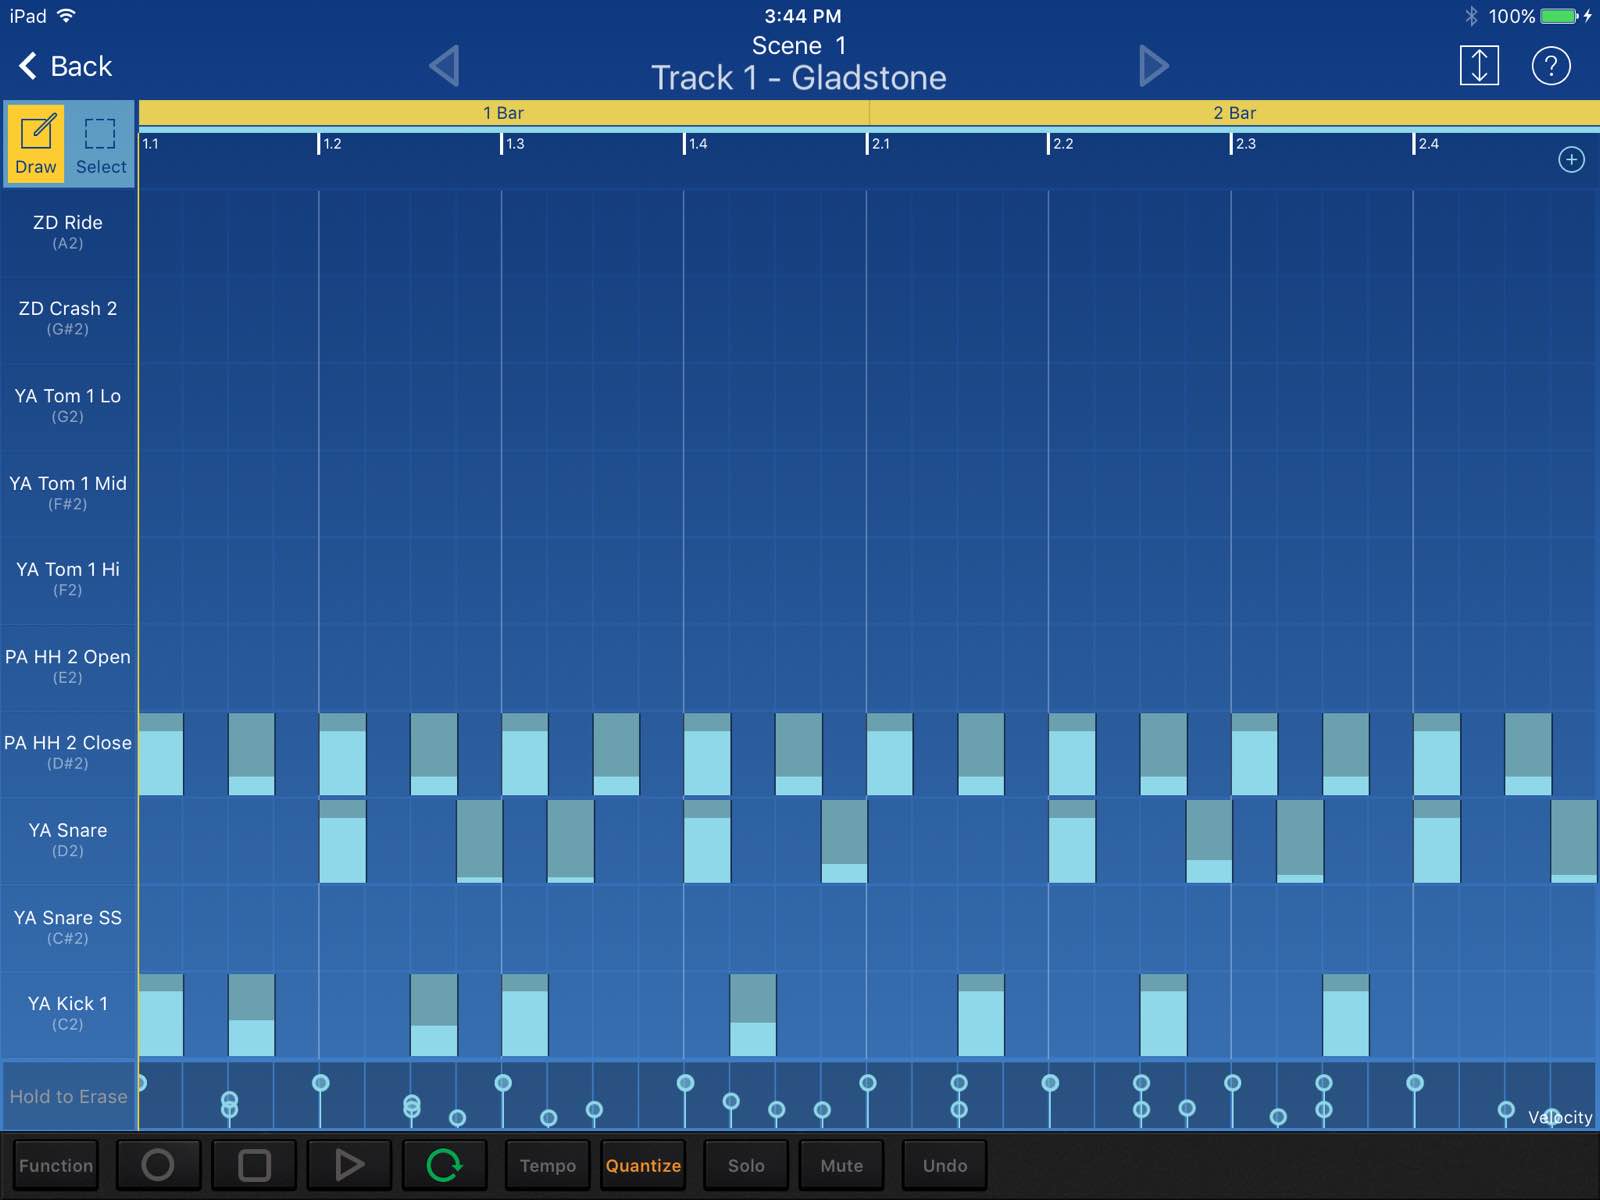 iPad 3:44 PM 100%
Back
Scene 1
Track 1 - Gladstone
?
1 Bar 2 Bar
Draw Select
1.1 1.2 1.3 1.4 2.1 2.2 2.3 2.4
ZD Ride
(A2)
ZD Crash 2
(G#2)
YA Tom 1 Lo
(G2)
YA Tom 1 Mid
(F#2)
YA Tom 1 Hi
(F2)
PA HH 2 Open
(E2)
PA HH 2 Close
(D#2)
YA Snare
(D2)
YA Snare SS
(C#2)
YA Kick 1
(C2)
Hold to Erase
Velocity
Function Tempo Quantize Solo Mute Undo